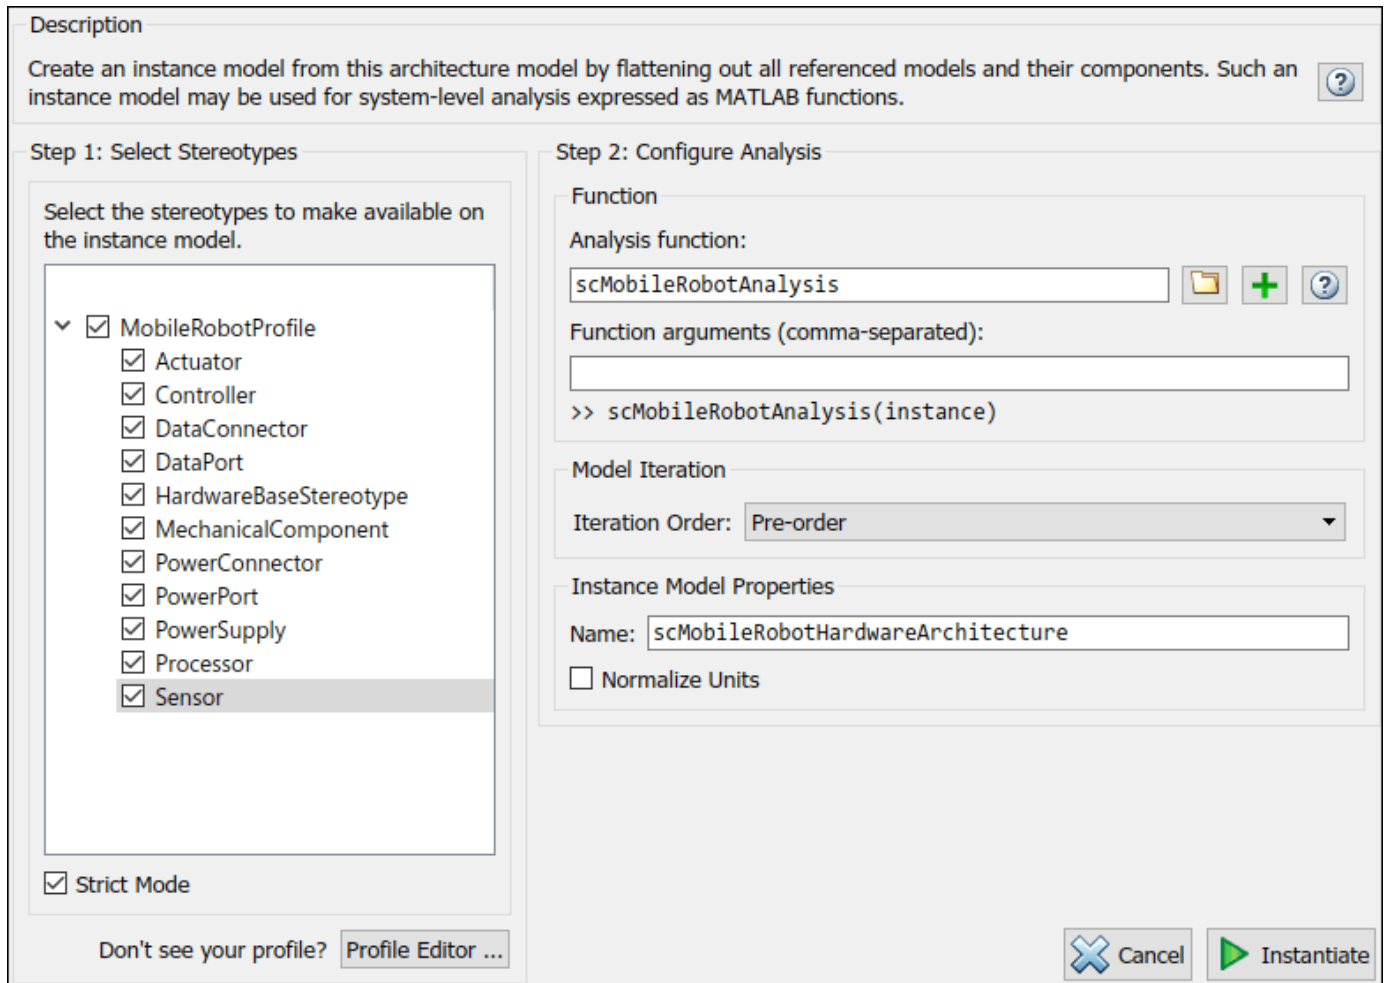 Description
Create an instance model from this architecture model by flattening out all referenced models and their components. Such an
instance model may be used for system-level analysis expressed as MATLAB functions.
Step 1: Select Stereotypes
Select the stereotypes to make available on
the instance model.
MobileRobotProfile
Actuator
Controller
DataConnector
DataPort
HardwareBaseStereotype
MechanicalComponent
PowerConnector
PowerPort
PowerSupply
Processor
Sensor
Strict Mode
Don't see your profile? Profile Editor ...
Step 2: Configure Analysis
Function
Analysis function:
scMobileRobotAnalysis
Function arguments (comma-separated):
>> scMobileRobotAnalysis(instance)
Model Iteration
Iteration Order: Pre-order
Instance Model Properties
Name: scMobileRobotHardwareArchitecture
Normalize Units
Cancel Instantiate